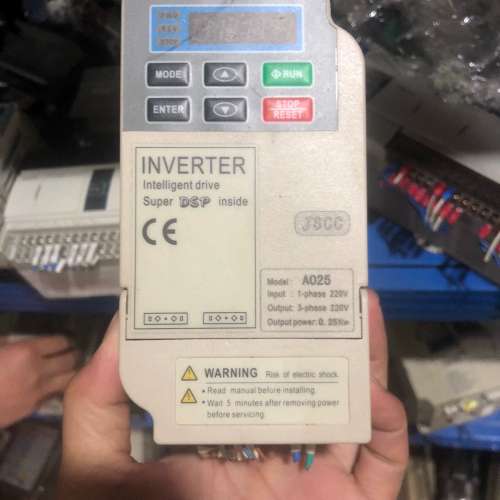 MODE
RUN
ENTER
STOP
RESET
INVERTER
Intelligent drive
Super DSP inside
CE
JSCC
Model: A025
Input : 1-phase 220V
Output: 3-phase 220V
Output power: 0.25kw
WARNING Risk of electric shock.
• Read manual before installing.
• Wait 5 minutes after removing power
before servicing.